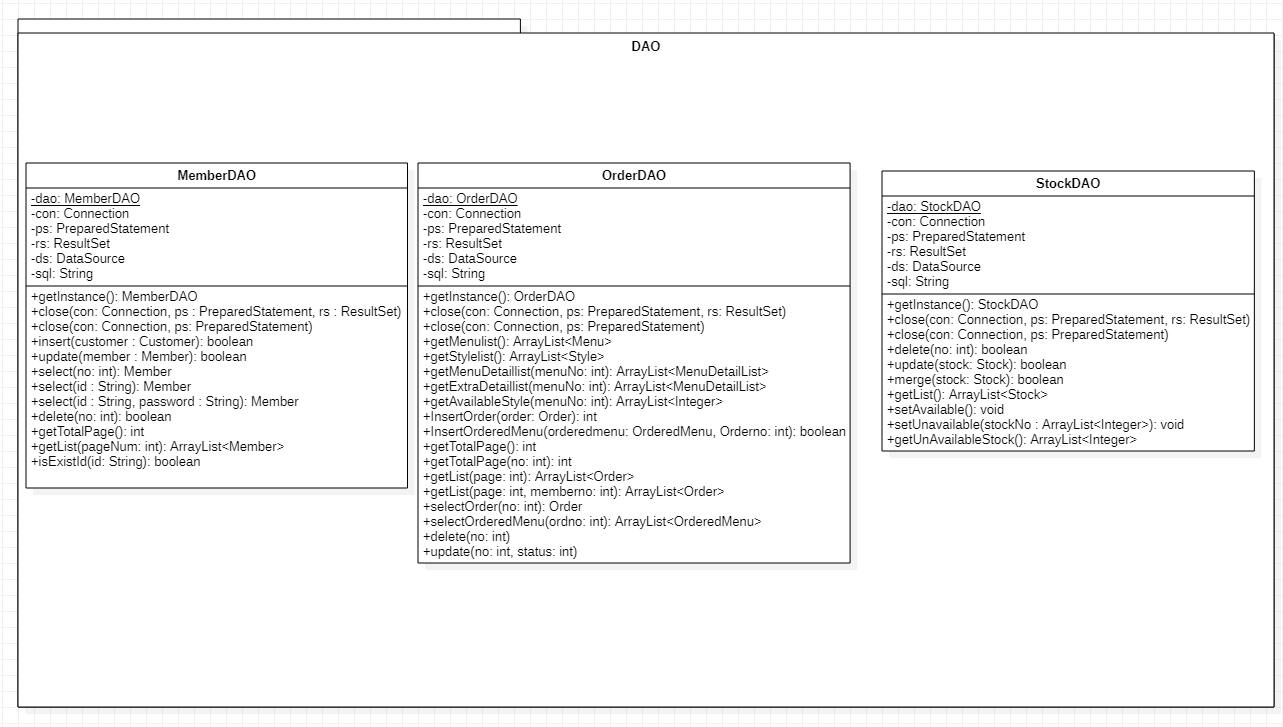 DAO
MemberDAO
-dao: MemberDAO
-con: Connection
-ps: PreparedStatement
-rs: ResultSet
-ds: DataSource
-sql: String
+getInstance(): MemberDAO
+close(con: Connection, ps : PreparedStatement, rs : ResultSet)
+close(con: Connection, ps: PreparedStatement)
+insert(customer : Customer): boolean
+update(member : Member): boolean
+select(no: int): Member
+select(id : String): Member
+select(id : String, password : String): Member
+delete(no: int): boolean
+getTotalPage(): int
+getList(pageNum: int): ArrayList<Member>
+isExistId(id: String): boolean
OrderDAO
-dao: OrderDAO
-con: Connection
-ps: PreparedStatement
-rs: ResultSet
-ds: DataSource
-sql: String
+getInstance(): OrderDAO
+close(con: Connection, ps: PreparedStatement, rs: ResultSet)
+close(con: Connection, ps: PreparedStatement)
+getMenulist(): ArrayList<Menu>
+getStylelist(): ArrayList<Style>
+getMenuDetaillist(menuNo: int): ArrayList<MenuDetailList>
+getExtraDetaillist(menuNo: int): ArrayList<MenuDetailList>
+getAvailableStyle(menuNo: int): ArrayList<Integer>
+InsertOrder(order: Order): int
+InsertOrderedMenu(orderedmenu: OrderedMenu, Orderno: int): boolean
+getTotalPage(): int
+getTotalPage(no: int): int
+getList(page: int): ArrayList<Order>
+getList(page: int, memberno: int): ArrayList<Order>
+selectOrder(no: int): Order
+selectOrderedMenu(ordno: int): ArrayList<OrderedMenu>
+delete(no: int)
+update(no: int, status: int)
StockDAO
-dao: StockDAO
-con: Connection
-ps: PreparedStatement
-rs: ResultSet
-ds: DataSource
-sql: String
+getInstance(): StockDAO
+close(con: Connection, ps: PreparedStatement, rs: ResultSet)
+close(con: Connection, ps: PreparedStatement)
+delete(no: int): boolean
+update(stock: Stock): boolean
+merge(stock: Stock): boolean
+getList(): ArrayList<Stock>
+setAvailable(): void
+setUnavailable(stockNo : ArrayList<Integer>): void
+getUnAvailableStock(): ArrayList<Integer>